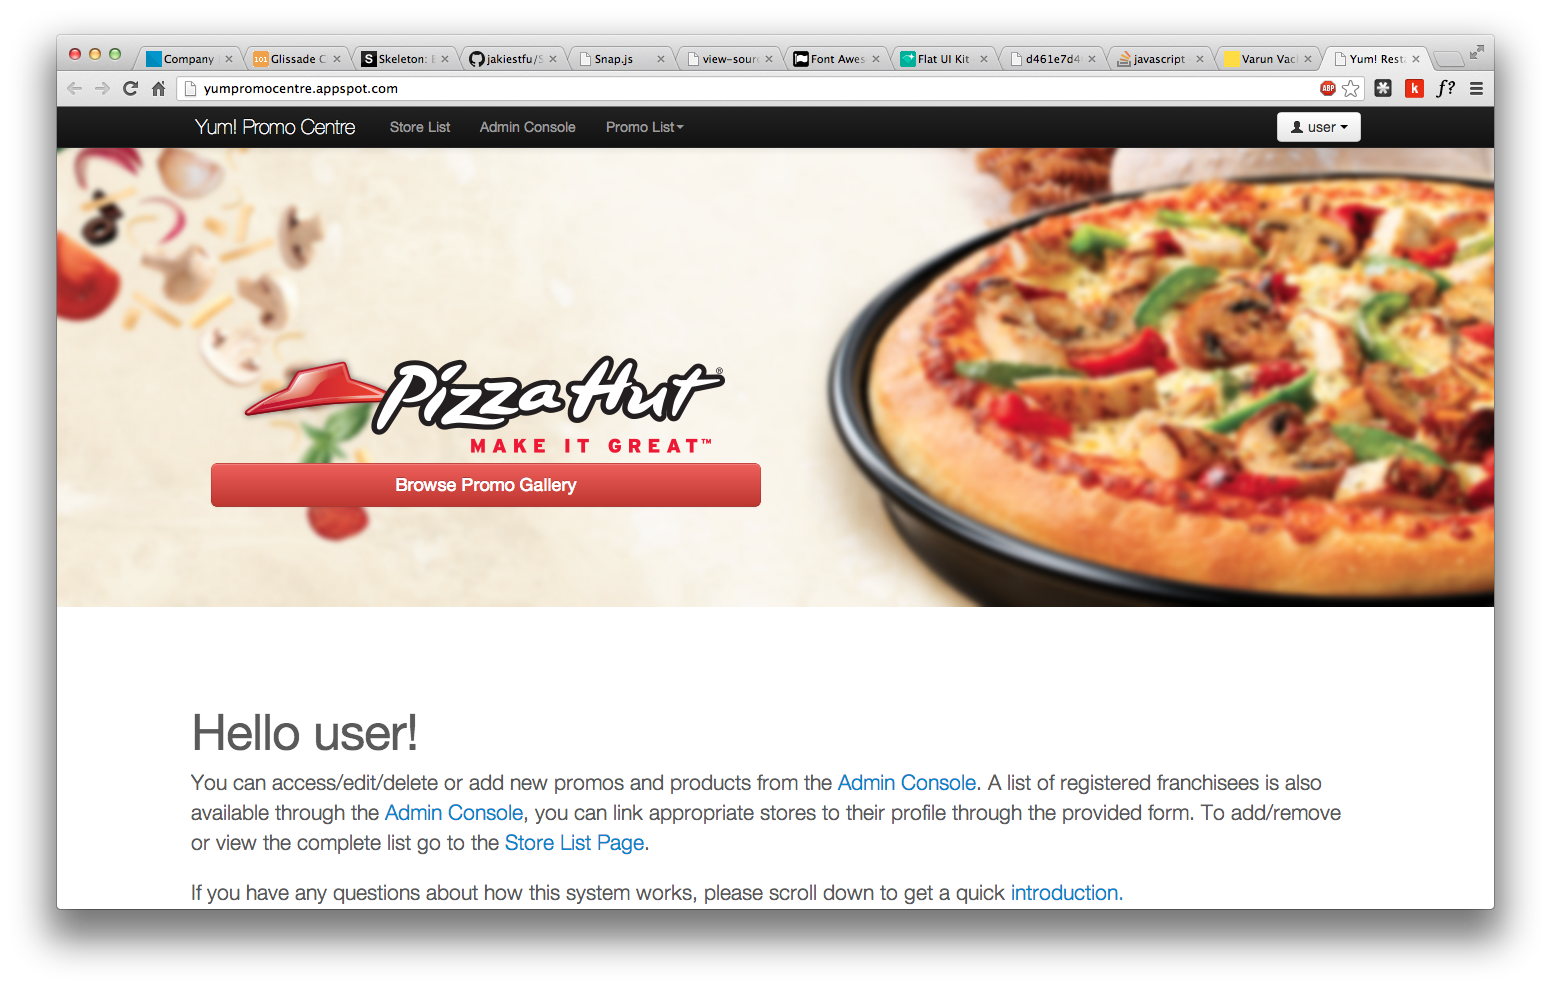 Company
Glissade C
Skeleton: B
jakiestfu/S
Snap.js
view-sour
Font Awes
Flat UI Kit
d461e7d4
javascript
Varun Vac
Yum! Rest
yumpromocentre.appspot.com
ABP
k
f?
Yum! Promo Centre
Store List
Admin Console
Promo List
user
Pizza Hut®
MAKE IT GREAT™
Browse Promo Gallery
Hello user!
You can access/edit/delete or add new promos and products from the Admin Console. A list of registered franchisees is also
available through the Admin Console, you can link appropriate stores to their profile through the provided form. To add/remove
or view the complete list go to the Store List Page.
If you have any questions about how this system works, please scroll down to get a quick introduction.